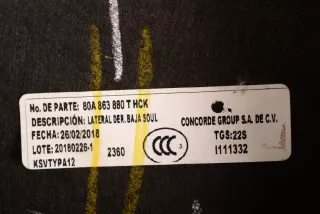 No. DE PARTE: 80A 863 880 T HCK
DESCRIPCIÓN: LATERAL DER. BAJA SOUL
FECHA: 26/02/2018
CONCORDE GROUP S.A. DE C.V.
LOTE: 20180226-1
2360
CCC
TGS: 22S
KSVTYPA12
I111332